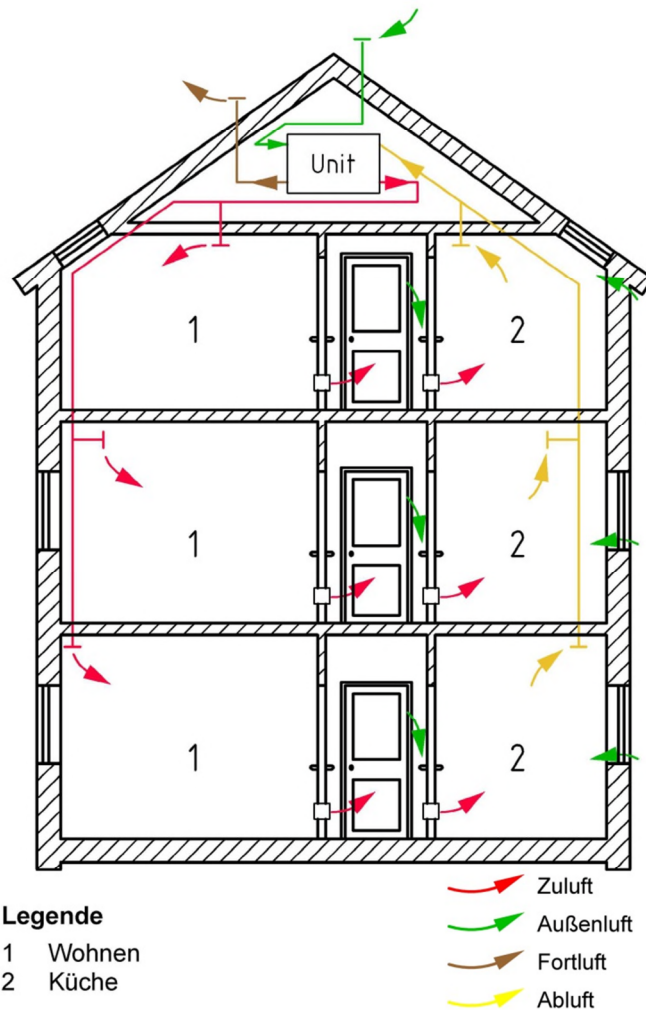 Unit
1
2
1
2
1
2
Legende
1 Wohnen
2 Küche
Zuluft
Außenluft
Fortluft
Abluft